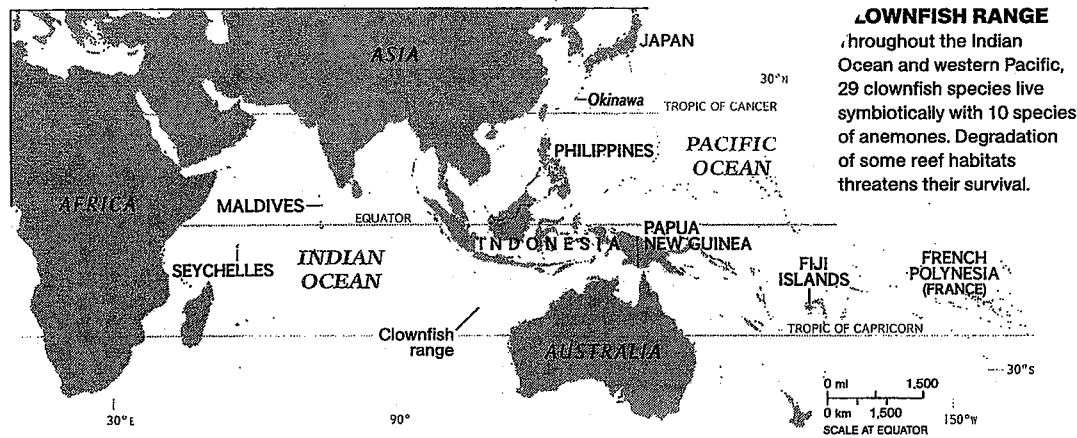 LOWNFISH RANGE
hroughout the Indian
Ocean and western Pacific,
29 clownfish species live
symbiotically with 10 species
of anemones. Degradation
of some reef habitats
threatens their survival.
ASIA
JAPAN
30°N
Okinawa
TROPIC OF CANCER
PACIFIC
OCEAN
PHILIPPINES
AFRICA
MALDIVES
EQUATOR
INDONESIA
PAPUA
NEW GUINEA
SEYCHELLES
INDIAN
OCEAN
FIJI
ISLANDS
FRENCH
POLYNESIA
(FRANCE)
Clownfish
range
TROPIC OF CAPRICORN
AUSTRALIA
30°S
0 mi 1,500
0 km 1,500
SCALE AT EQUATOR
30°E
90°
150°W